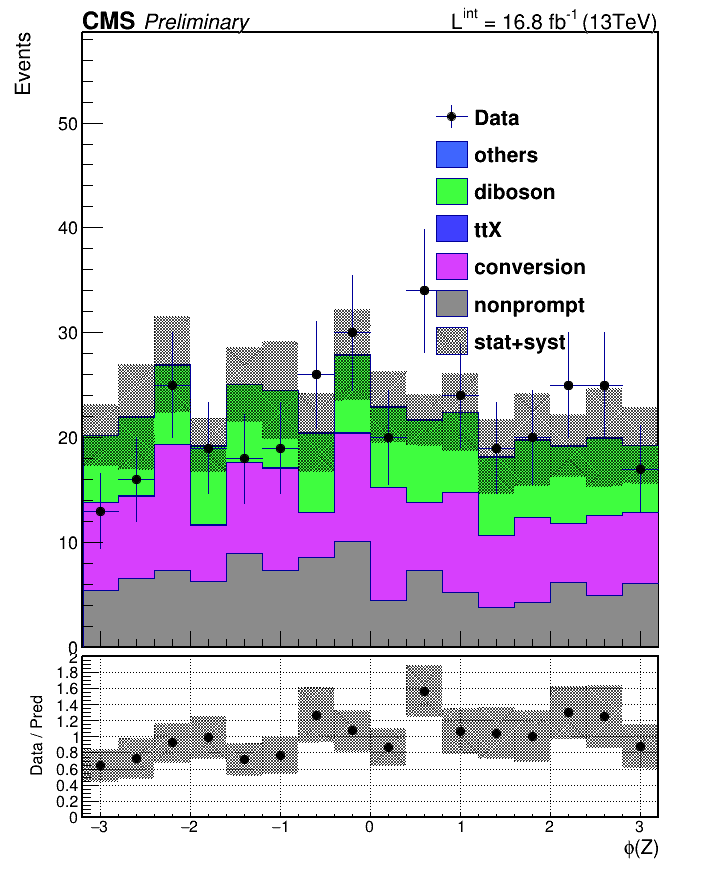 CMS Preliminary
L^int = 16.8 fb^-1 (13TeV)
Events
50
40
30
20
10
0
Data
others
diboson
ttX
conversion
nonprompt
stat+syst
Data / Pred
2
1.8
1.6
1.4
1.2
1
0.8
0.6
0.4
0.2
0
−3 −2 −1 0 1 2 3
ϕ(Z)